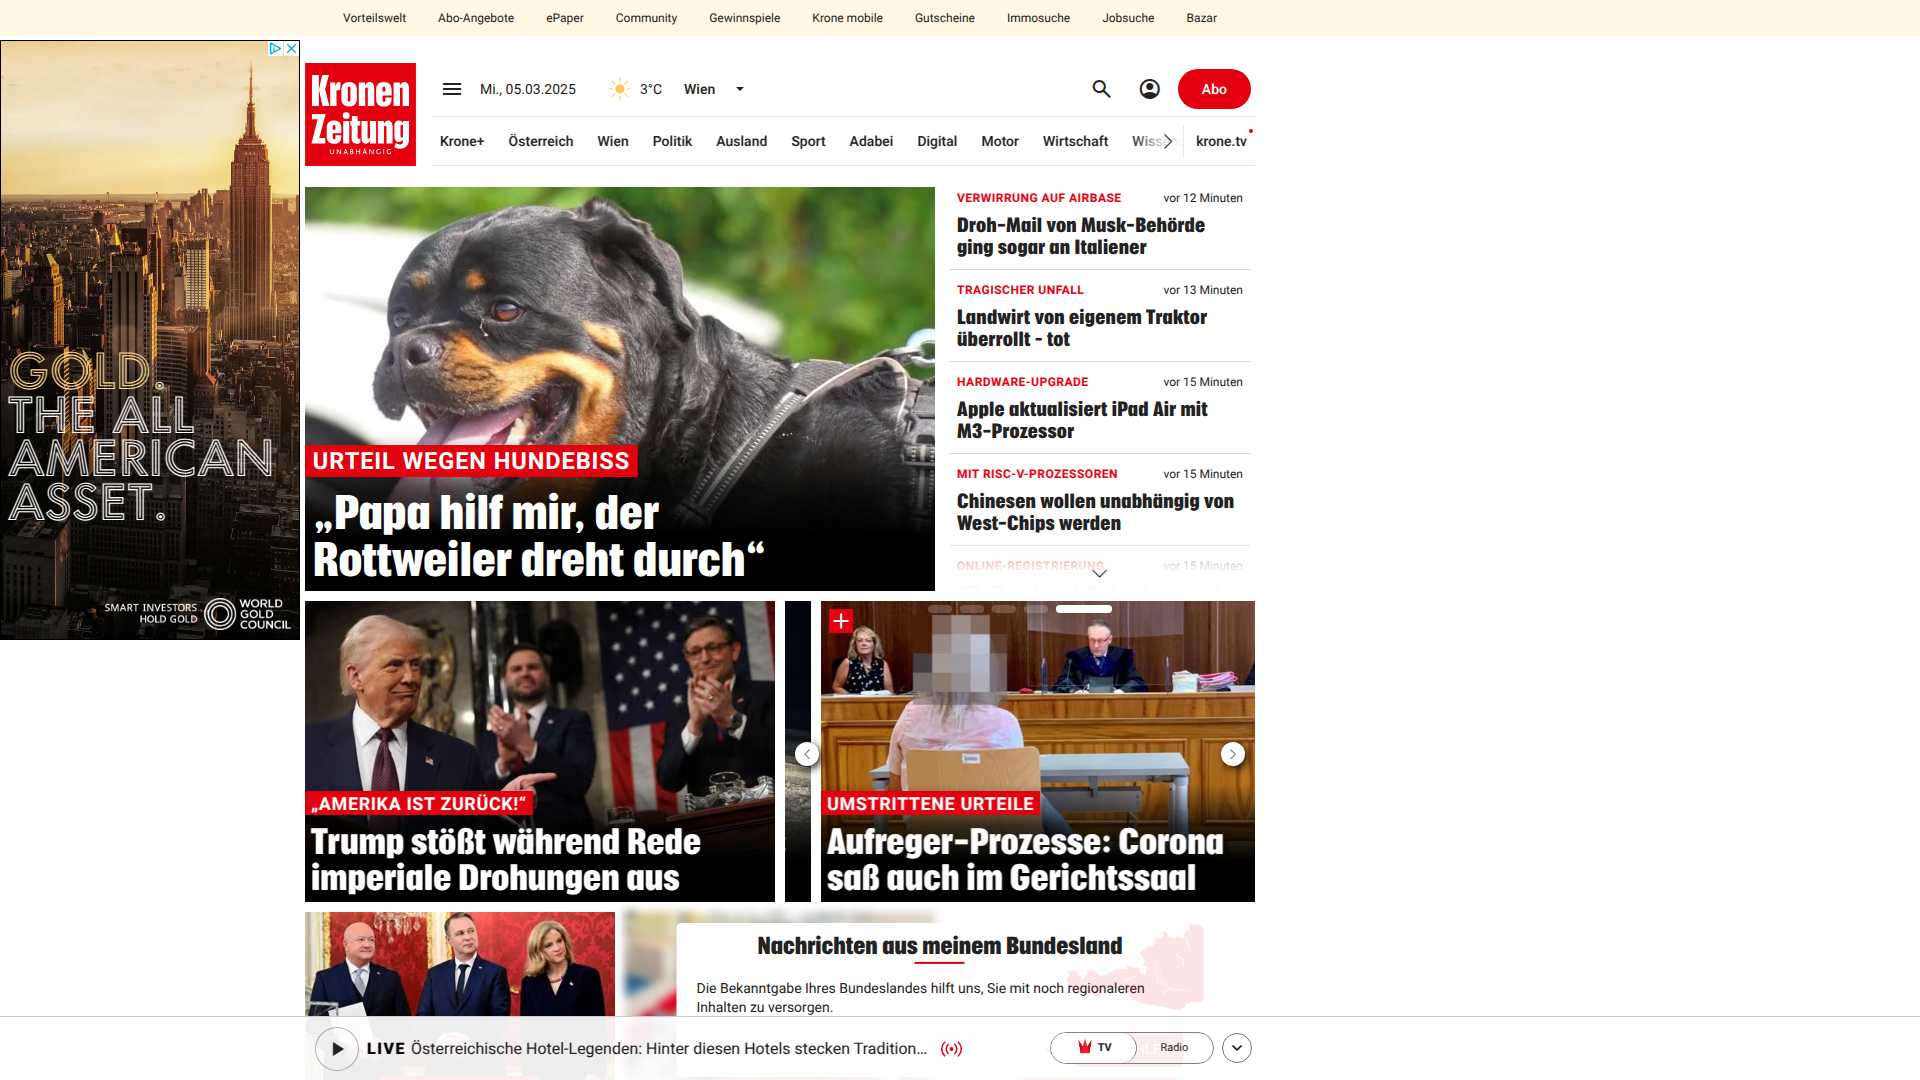 Vorteilswelt Abo-Angebote ePaper Community Gewinnspiele Krone mobile Gutscheine Immosuche Jobsuche Bazar
Kronen
Zeitung
UNABHÄNGIG
Mi., 05.03.2025 3°C Wien
Abo
Krone+ Österreich Wien Politik Ausland Sport Adabei Digital Motor Wirtschaft krone.tv
GOLD.
THE ALL
AMERICAN
ASSET.
SMART INVESTORS
HOLD GOLD
WORLD
GOLD
COUNCIL
URTEIL WEGEN HUNDEBISS
„Papa hilf mir, der
Rottweiler dreht durch“
VERWIRRUNG AUF AIRBASE vor 12 Minuten
Droh-Mail von Musk-Behörde
ging sogar an Italiener
TRAGISCHER UNFALL vor 13 Minuten
Landwirt von eigenem Traktor
überrollt - tot
HARDWARE-UPGRADE vor 15 Minuten
Apple aktualisiert iPad Air mit
M3-Prozessor
MIT RISC-V-PROZESSOREN vor 15 Minuten
Chinesen wollen unabhängig von
West-Chips werden
ONLINE-REGISTRIERUNG vor 15 Minuten
„AMERIKA IST ZURÜCK!“
Trump stößt während Rede
imperiale Drohungen aus
UMSTRITTENE URTEILE
Aufreger-Prozesse: Corona
saß auch im Gerichtssaal
Nachrichten aus meinem Bundesland
Die Bekanntgabe Ihres Bundeslandes hilft uns, Sie mit noch regionaleren
Inhalten zu versorgen.
LIVE Österreichische Hotel-Legenden: Hinter diesen Hotels stecken Tradition...
TV Radio